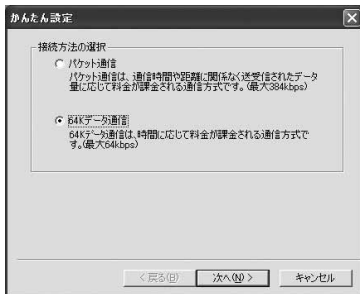 かんたん設定
接続方法の選択
パケット通信
パケット通信は、通信時間や距離に関係なく送受信されたデータ
量に応じて料金が課金される通信方式です。(最大384kbps)
64Kデータ通信
64Kデータ通信は、時間に応じて料金が課金される通信方式で
す。(最大64kbps)
< 戻る(B)
次へ(N) >
キャンセル